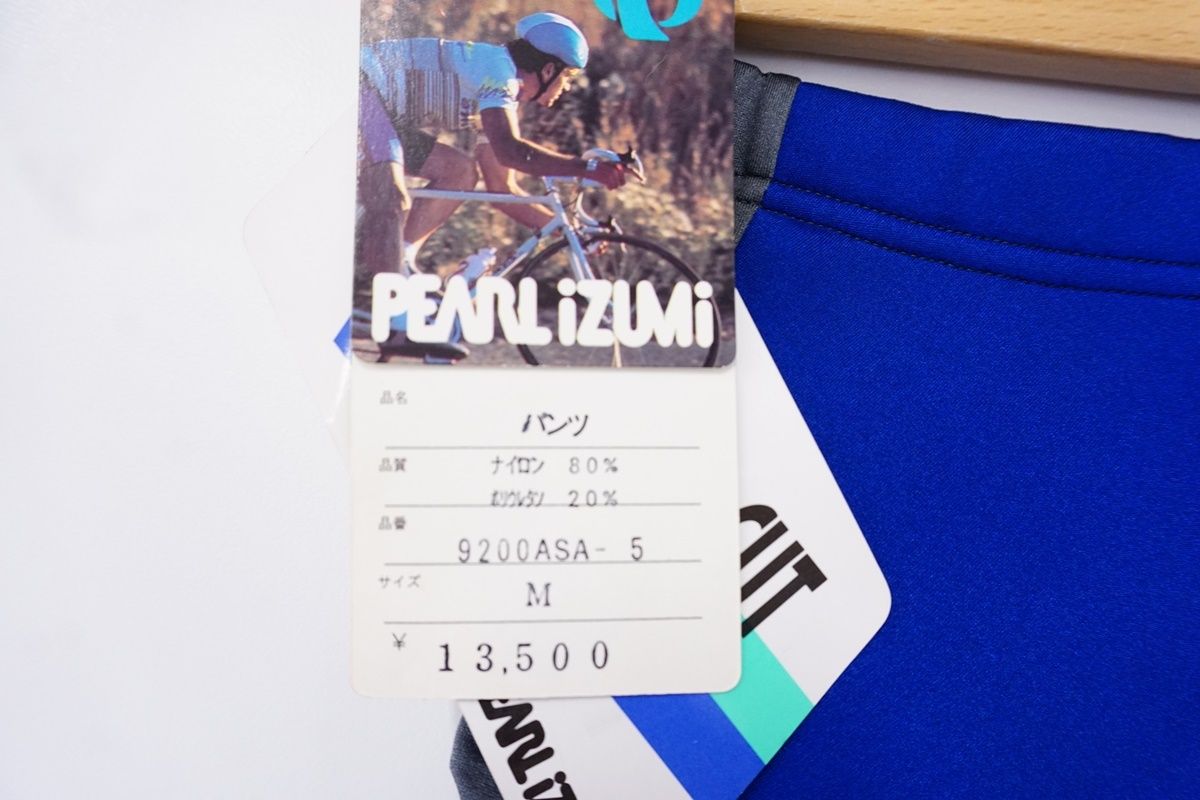 PEARL iZUMi
品名
パンツ
品質
ナイロン 80%
ポリウレタン 20%
品番
9200ASA- 5
サイズ
M
¥
13,500